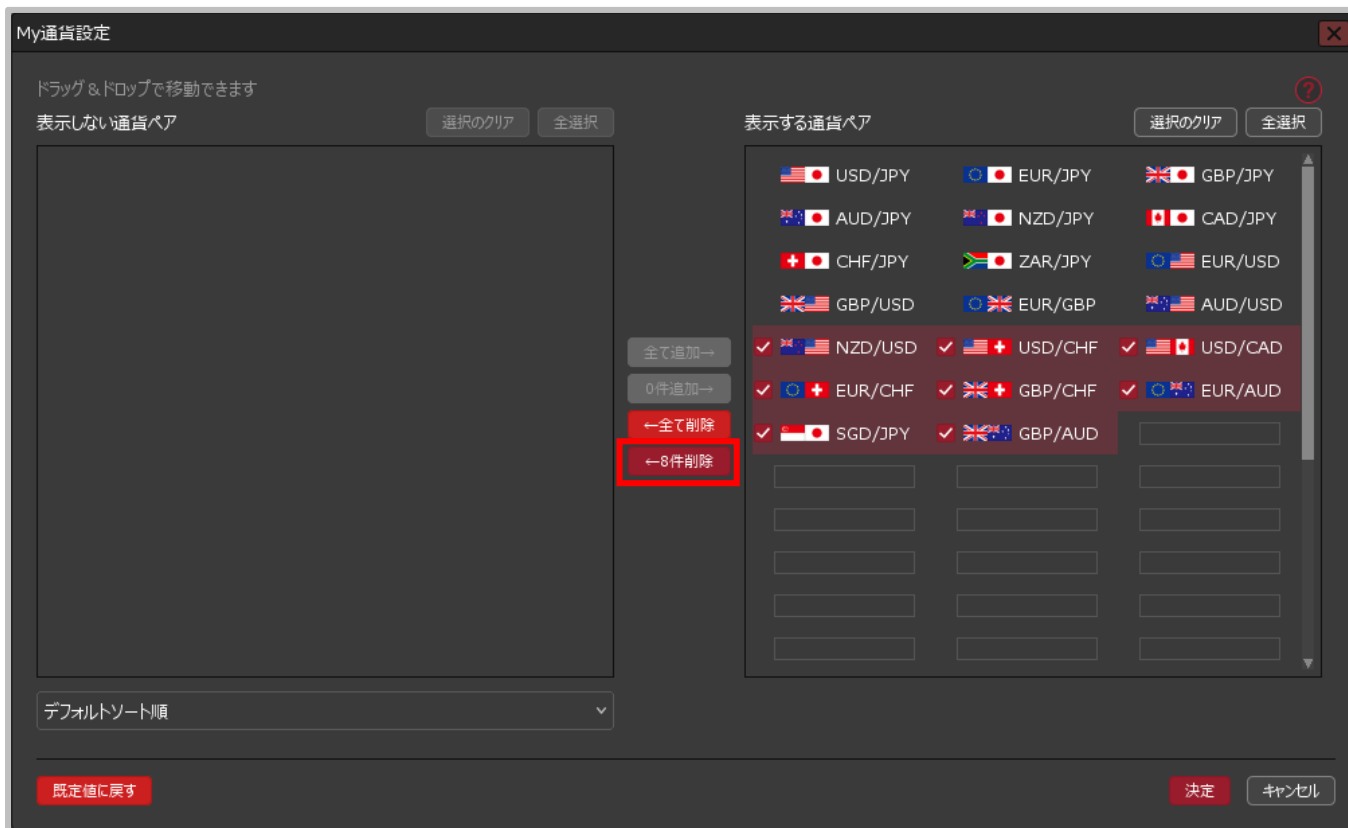 My通貨設定
ドラッグ＆ドロップで移動できます
表示しない通貨ペア 選択のクリア 全選択
表示する通貨ペア 選択のクリア 全選択
USD/JPY EUR/JPY GBP/JPY
AUD/JPY NZD/JPY CAD/JPY
CHF/JPY ZAR/JPY EUR/USD
GBP/USD EUR/GBP AUD/USD
NZD/USD USD/CHF USD/CAD
EUR/CHF GBP/CHF EUR/AUD
SGD/JPY GBP/AUD
全て追加→
0件追加→
←全て削除
←8件削除
デフォルトソート順
既定値に戻す
決定 キャンセル